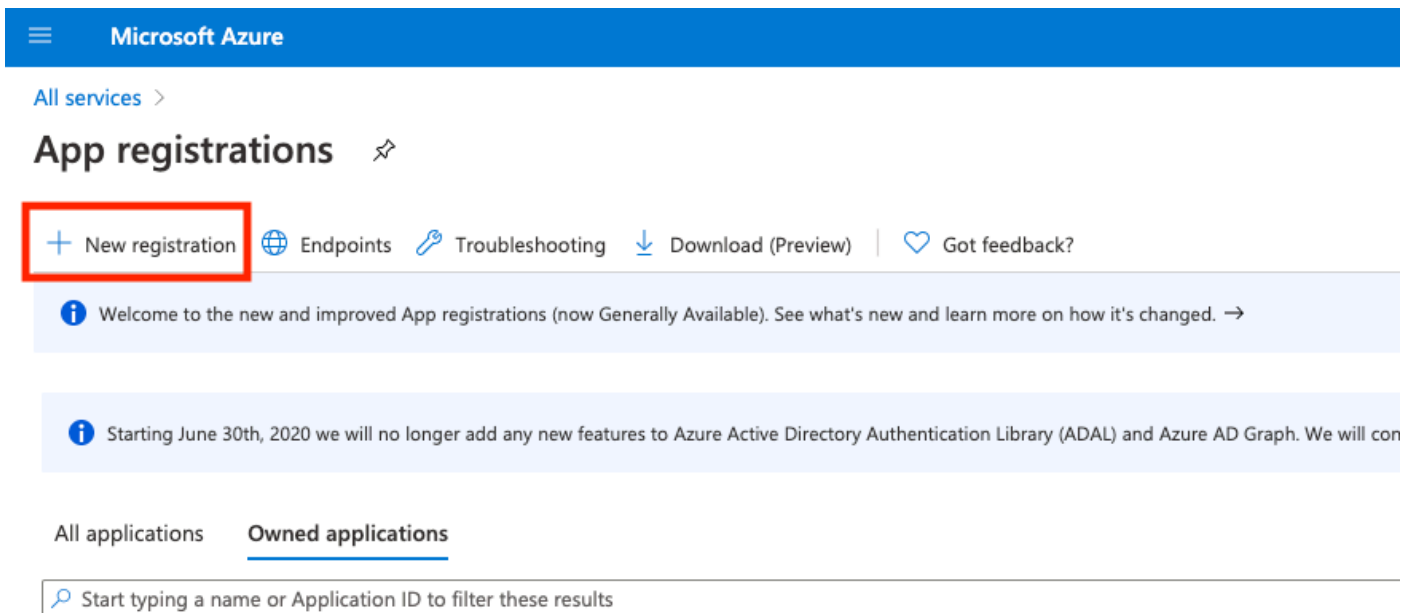 Microsoft Azure
All services >
App registrations
New registration Endpoints Troubleshooting Download (Preview) Got feedback?
Welcome to the new and improved App registrations (now Generally Available). See what's new and learn more on how it's changed. →
Starting June 30th, 2020 we will no longer add any new features to Azure Active Directory Authentication Library (ADAL) and Azure AD Graph. We will con
All applications Owned applications
Start typing a name or Application ID to filter these results